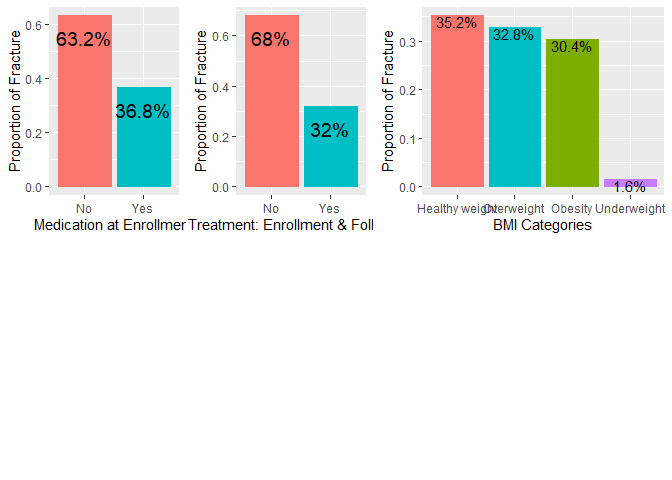 Proportion of Fracture
0.6
0.4
0.2
0.0
63.2%
36.8%
No Yes
Medication at Enrollmer
Proportion of Fracture
0.6
0.4
0.2
0.0
68%
32%
No Yes
Treatment: Enrollment & Foll
Proportion of Fracture
0.3
0.2
0.1
0.0
35.2%
32.8%
30.4%
1.6%
Healthy weight Overweight Obesity Underweight
BMI Categories